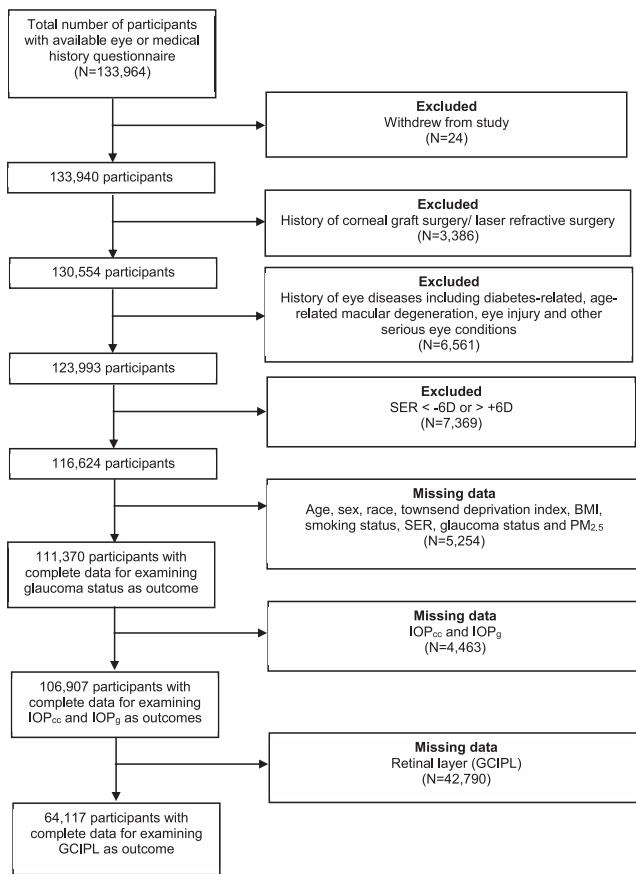 Total number of participants
with available eye or medical
history questionnaire
(N=133,964)
Excluded
Withdrew from study
(N=24)
133,940 participants
Excluded
History of corneal graft surgery/ laser refractive surgery
(N=3,386)
130,554 participants
Excluded
History of eye diseases including diabetes-related, age-
related macular degeneration, eye injury and other
serious eye conditions
(N=6,561)
123,993 participants
Excluded
SER < -6D or > +6D
(N=7,369)
116,624 participants
Missing data
Age, sex, race, townsend deprivation index, BMI,
smoking status, SER, glaucoma status and PM2.5
(N=5,254)
111,370 participants with
complete data for examining
glaucoma status as outcome
Missing data
IOPcc and IOPg
(N=4,463)
106,907 participants with
complete data for examining
IOPcc and IOPg as outcomes
Missing data
Retinal layer (GCIPL)
(N=42,790)
64,117 participants with
complete data for examining
GCIPL as outcome